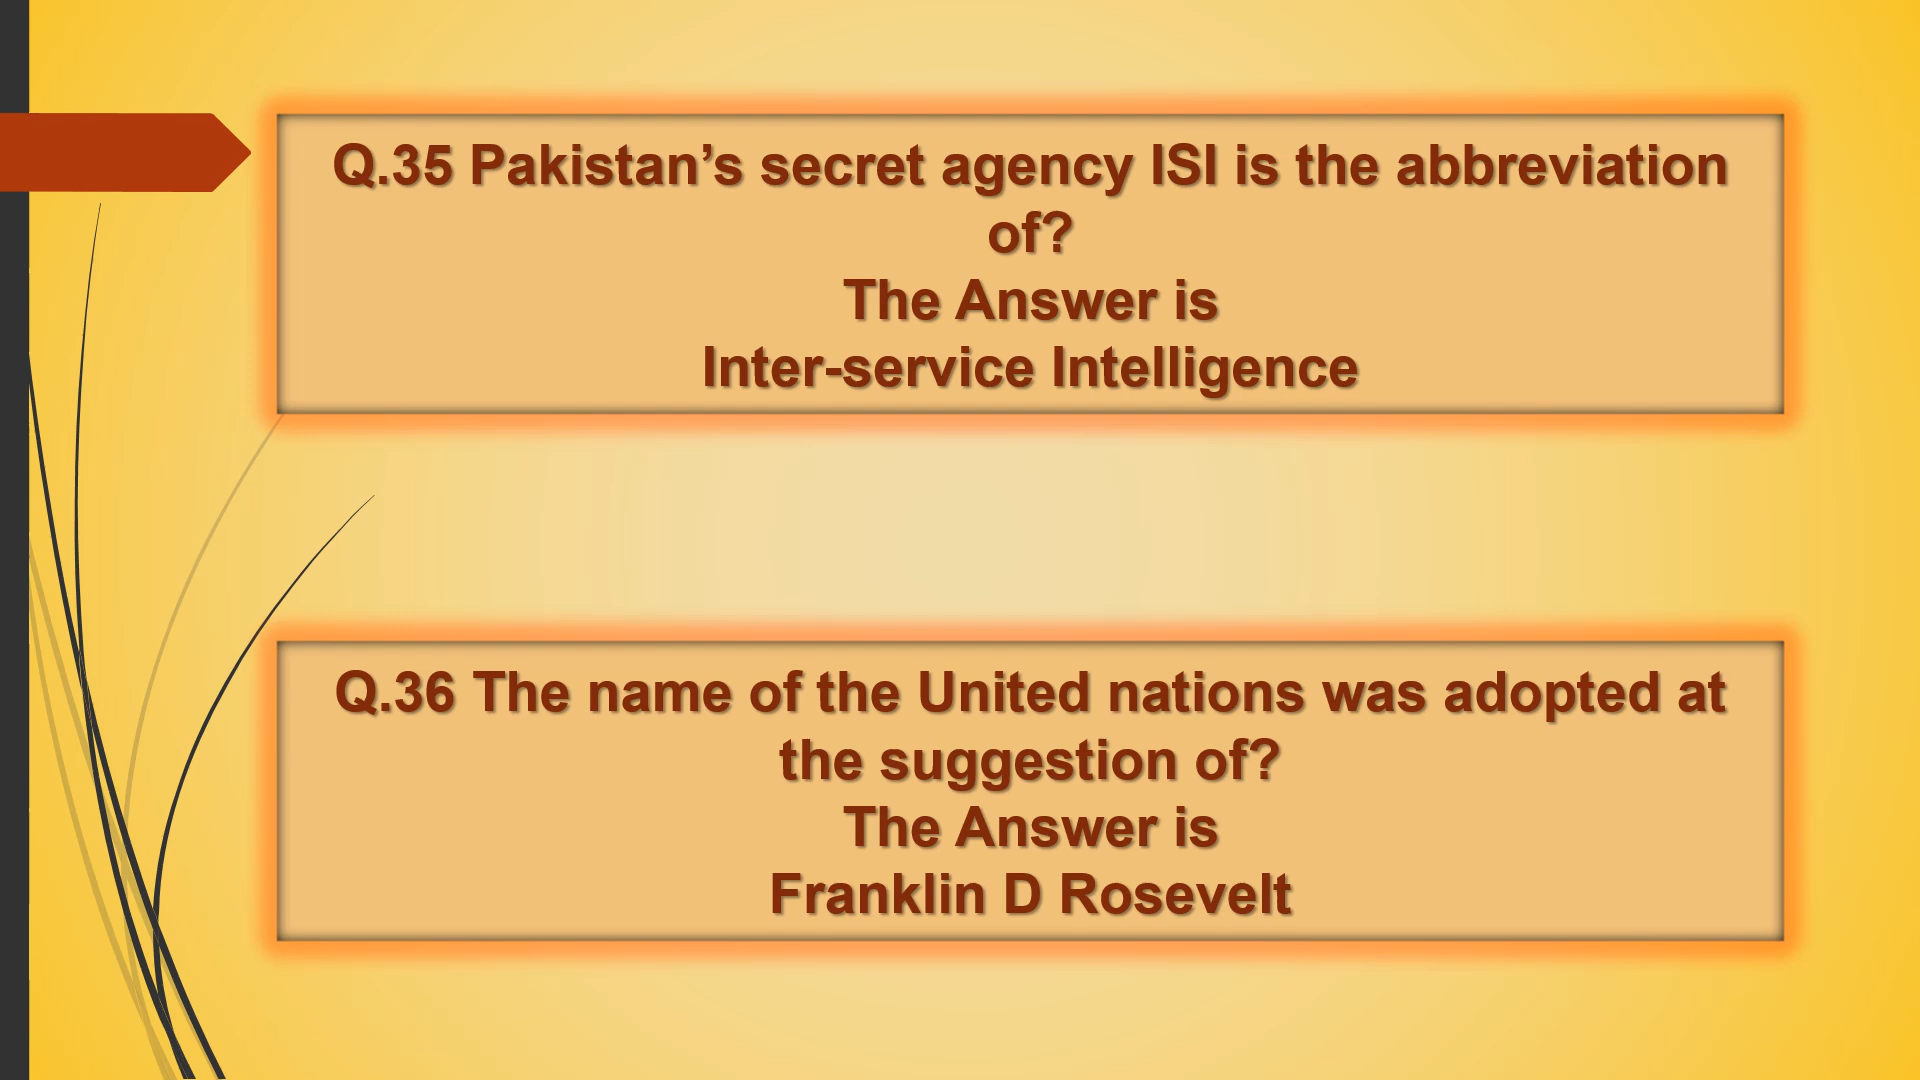 Q.35 Pakistan’s secret agency ISI is the abbreviation
of?
The Answer is
Inter-service Intelligence
Q.36 The name of the United nations was adopted at
the suggestion of?
The Answer is
Franklin D Rosevelt